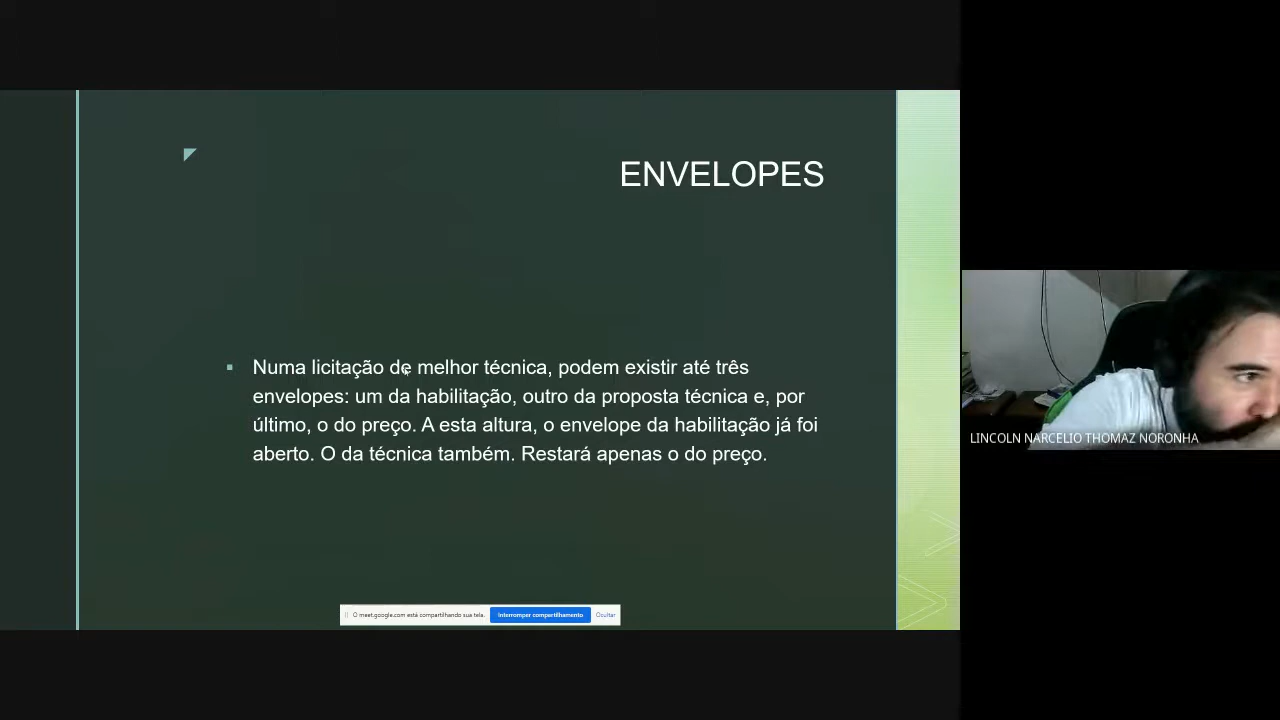 ENVELOPES
Numa licitação de melhor técnica, podem existir até três
envelopes: um da habilitação, outro da proposta técnica e, por
último, o do preço. A esta altura, o envelope da habilitação já foi
aberto. O da técnica também. Restará apenas o do preço.
LINCOLN NARCELIO THOMAZ NORONHA
O meet.google.com está compartilhando sua tela. Interromper compartilhamento Ocultar